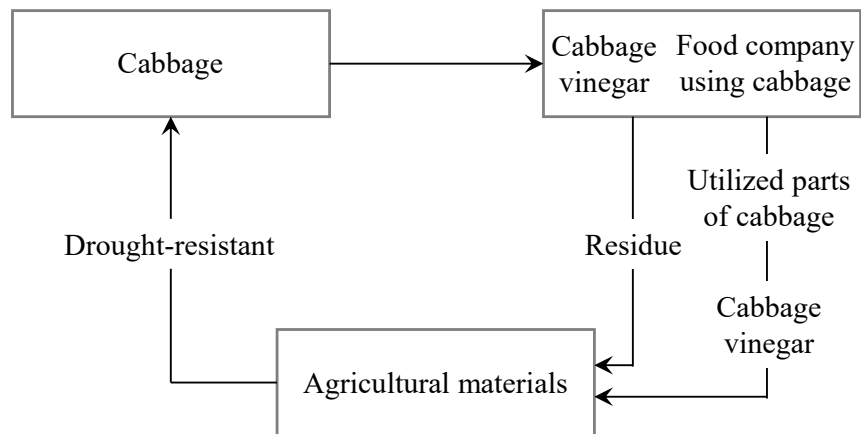 Cabbage
Cabbage
vinegar
Food company
using cabbage
Utilized parts
of cabbage
Drought-resistant
Residue
Cabbage
vinegar
Agricultural materials